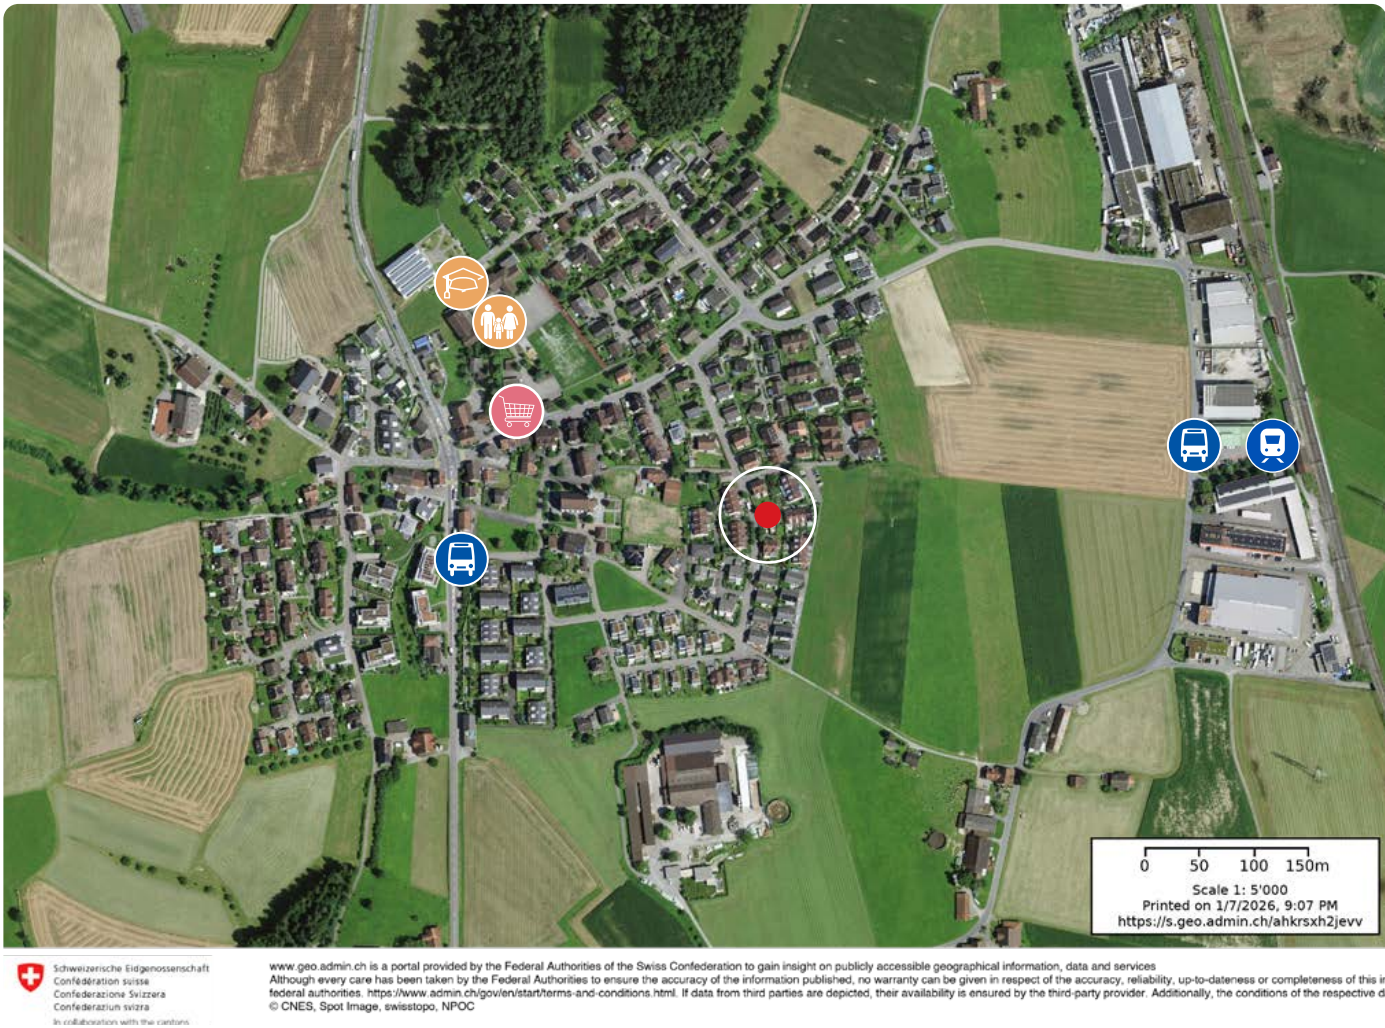 0 50 100 150m
Scale 1: 5'000
Printed on 1/7/2026, 9:07 PM
https://s.geo.admin.ch/ahkrsxh2jevv
Schweizerische Eidgenossenschaft
Confédération suisse
Confederazione Svizzera
Confederaziun svizra
In collaboration with the cantons
www.geo.admin.ch is a portal provided by the Federal Authorities of the Swiss Confederation to gain insight on publicly accessible geographical information, data and services
Although every care has been taken by the Federal Authorities to ensure the accuracy of the information published, no warranty can be given in respect of the accuracy, reliability, up-to-dateness or completeness of this in
federal authorities. https://www.admin.ch/gov/en/start/terms-and-conditions.html. If data from third parties are depicted, their availability is ensured by the third-party provider. Additionally, the conditions of the respective d
© CNES, Spot Image, swisstopo, NPOC